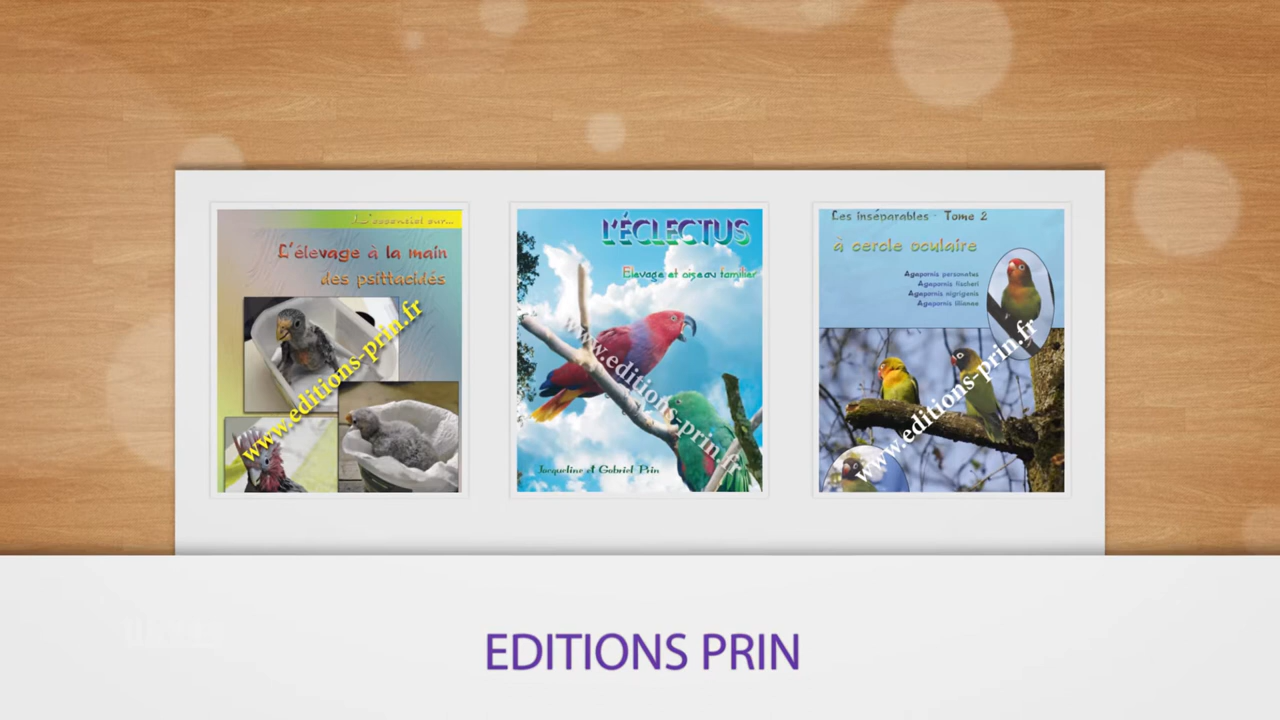 L'essentiel sur...
L'élevage à la main
des psittacidés
www.editions-prin.fr
L'ÉCLECTUS
Elevage et oiseau familier
www.editions-prin.fr
Jacqueline et Gabriel Prin
Les inséparables - Tome 2
à cercle oculaire
Agapornis personatus
Agapornis fischeri
Agapornis nigrigenis
Agapornis lilianae
www.editions-prin.fr
EDITIONS PRIN